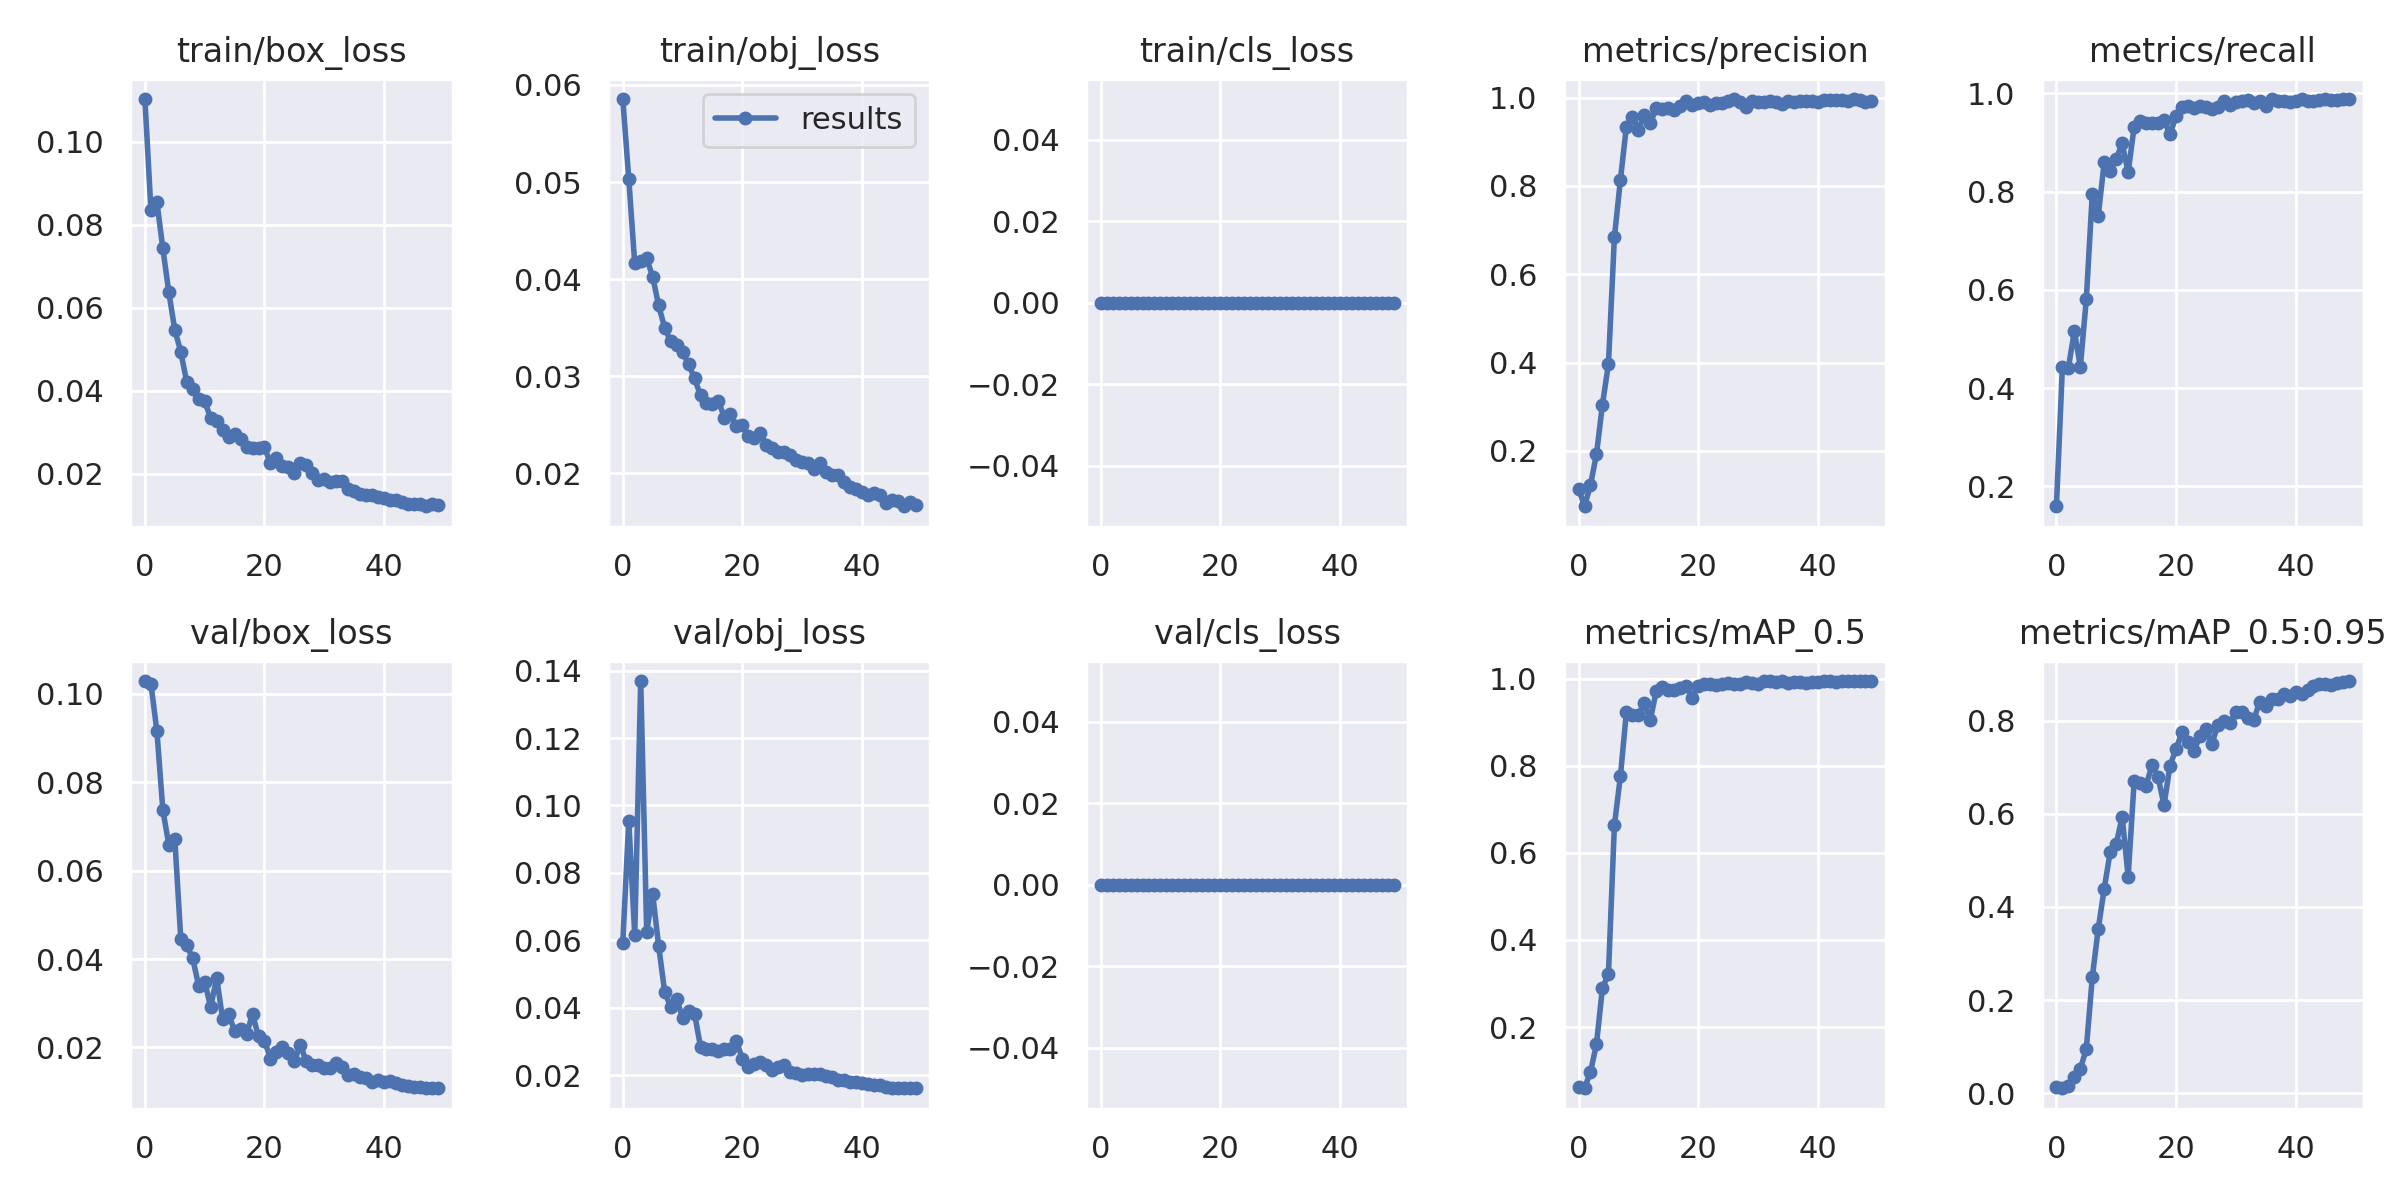 train/box_loss
0.10
0.08
0.06
0.04
0.02
0 20 40
train/obj_loss
results
0.06
0.05
0.04
0.03
0.02
0 20 40
train/cls_loss
0.04
0.02
0.00
−0.02
−0.04
0 20 40
metrics/precision
1.0
0.8
0.6
0.4
0.2
0 20 40
metrics/recall
1.0
0.8
0.6
0.4
0.2
0 20 40
val/box_loss
0.10
0.08
0.06
0.04
0.02
0 20 40
val/obj_loss
0.14
0.12
0.10
0.08
0.06
0.04
0.02
0 20 40
val/cls_loss
0.04
0.02
0.00
−0.02
−0.04
0 20 40
metrics/mAP_0.5
1.0
0.8
0.6
0.4
0.2
0 20 40
metrics/mAP_0.5:0.95
0.8
0.6
0.4
0.2
0.0
0 20 40